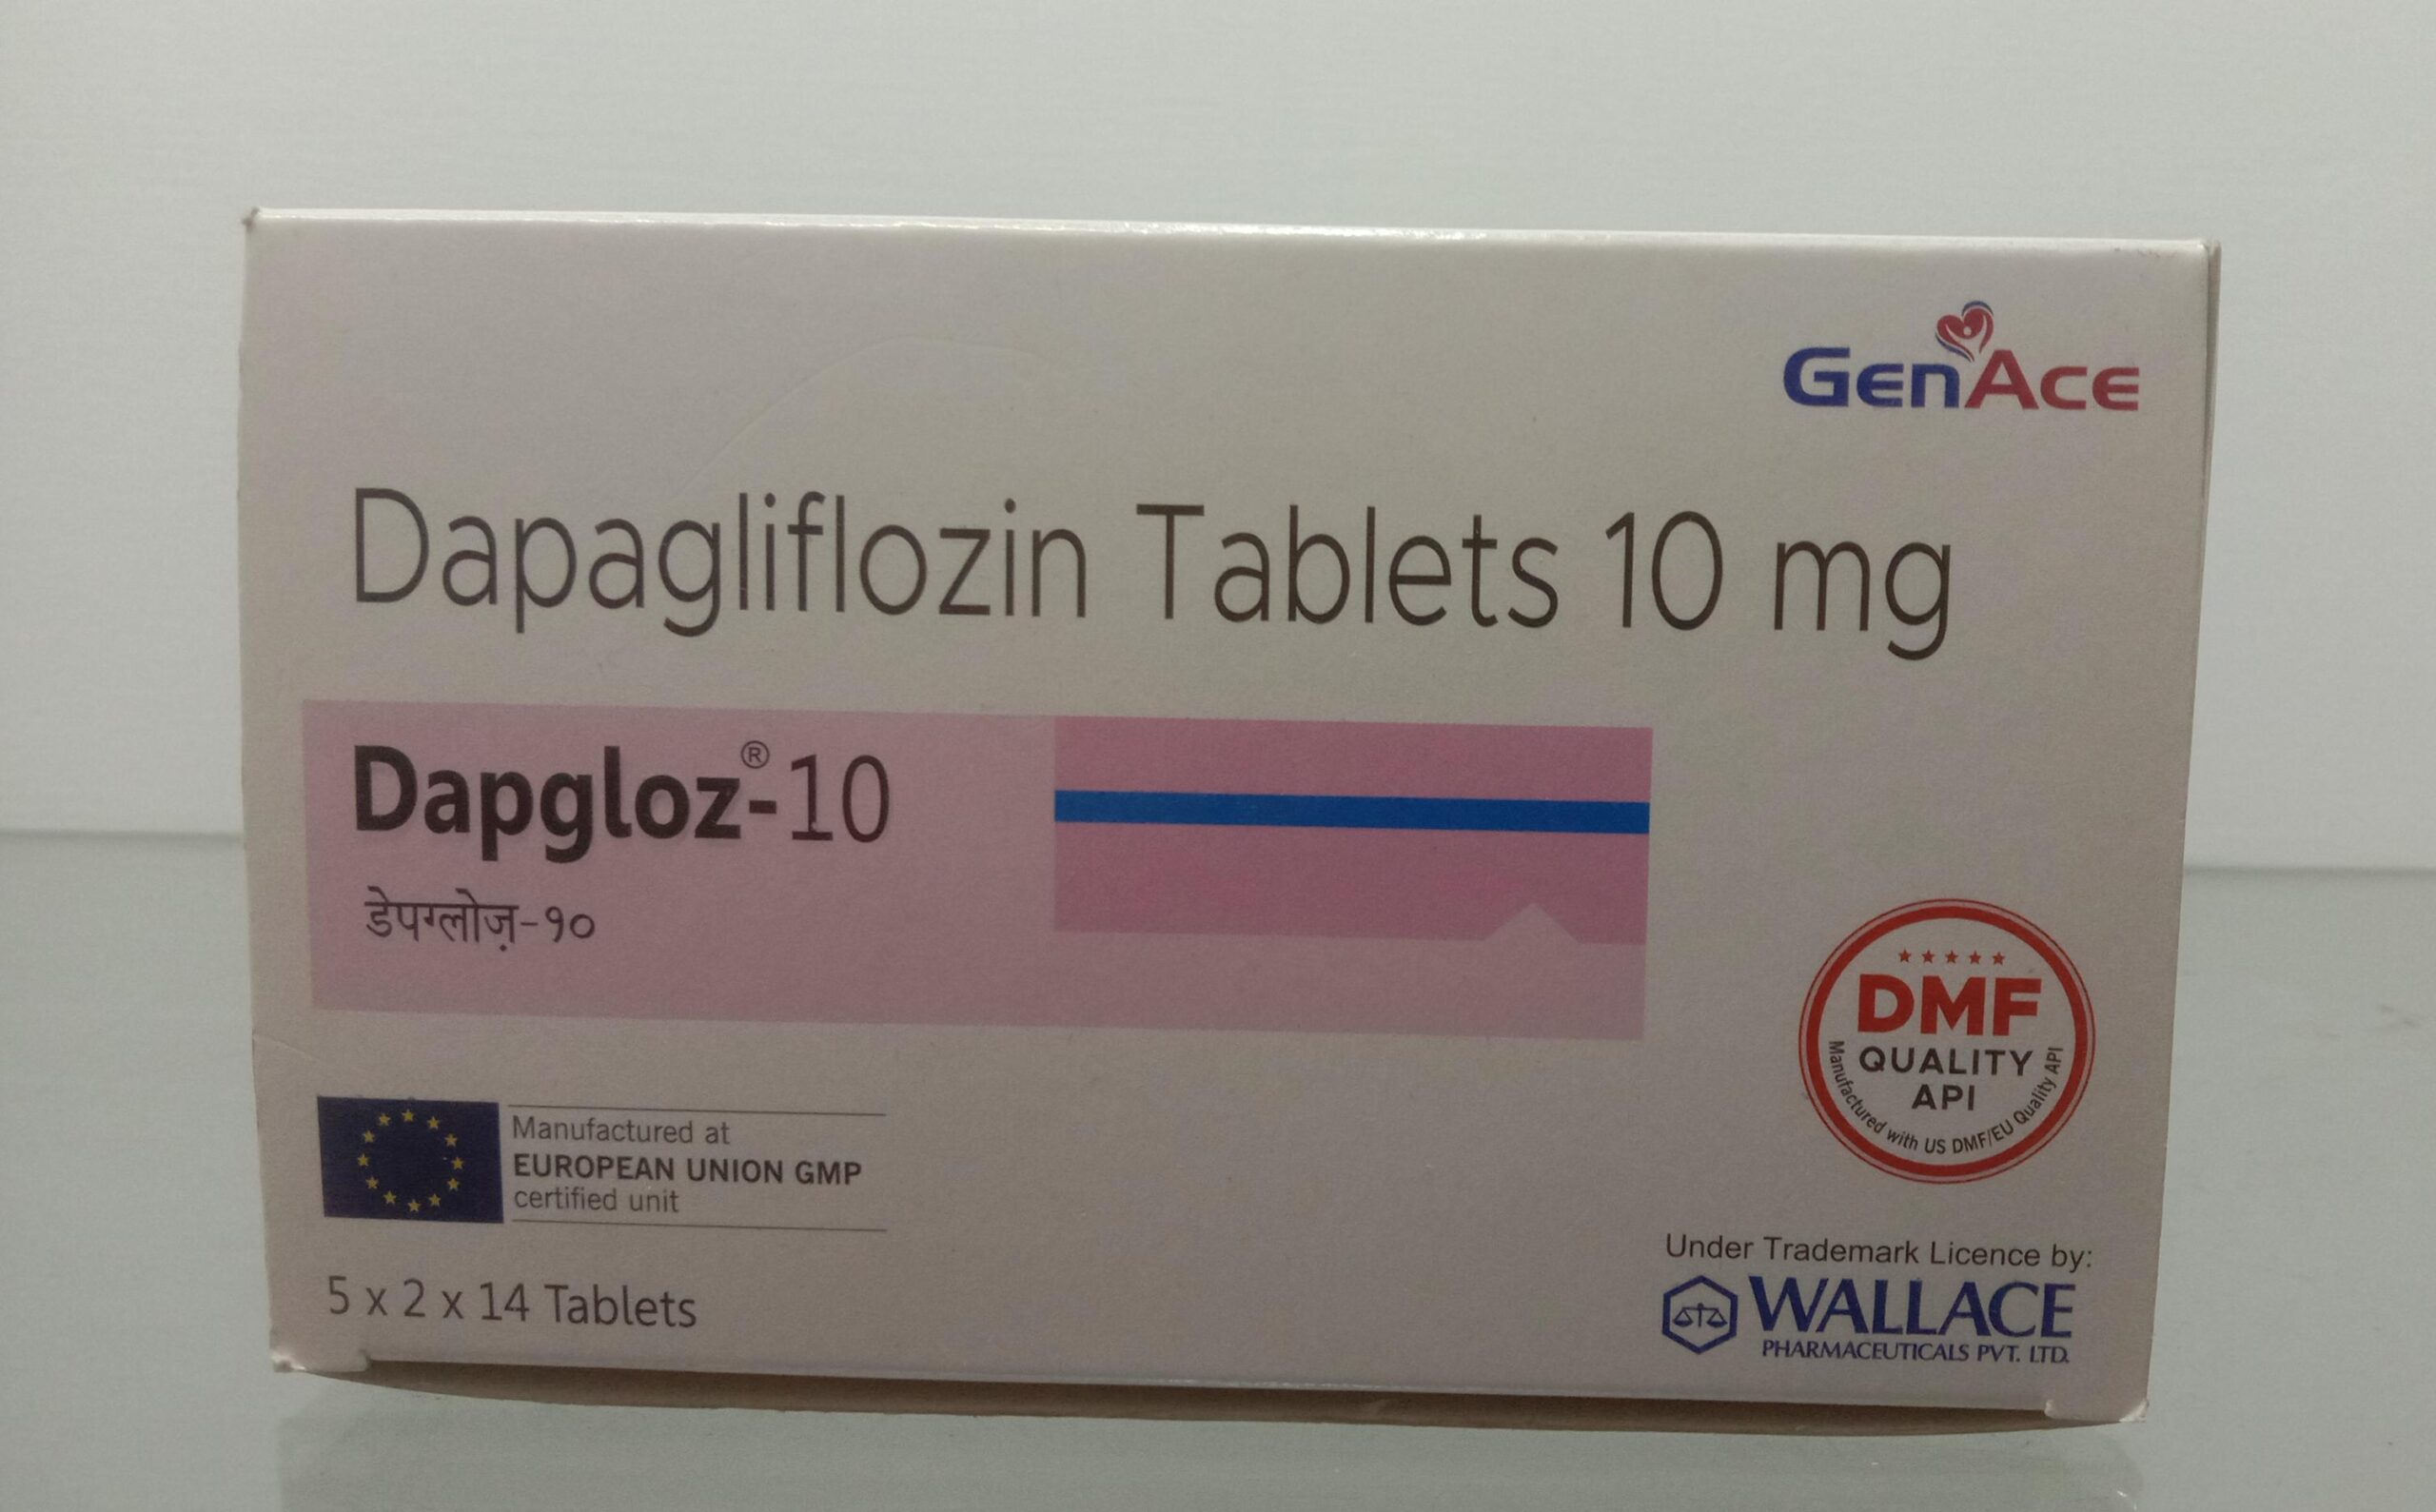 GenAce
Dapagliflozin Tablets 10 mg
Dapgloz®-10
डेपग्लोज़-१०
DMF
QUALITY
API
Manufactured with US DMF/EU Quality API
Manufactured at
EUROPEAN UNION GMP
certified unit
5 x 2 x 14 Tablets
Under Trademark Licence by:
WALLACE
PHARMACEUTICALS PVT. LTD.